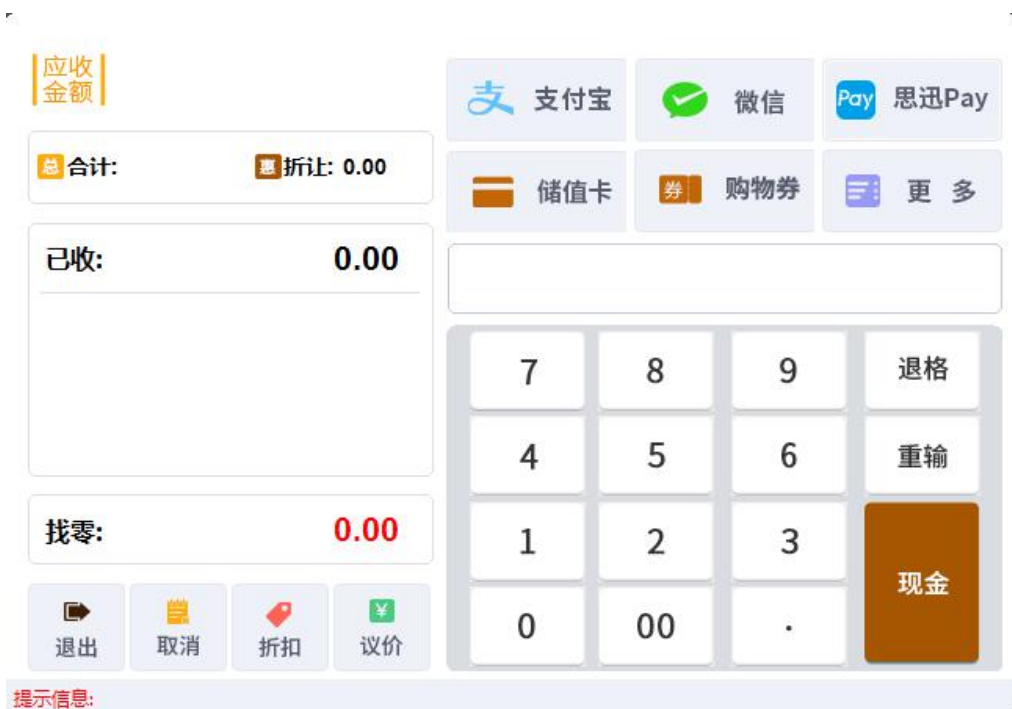 应收
金额
支付宝
微信
Pay 思迅Pay
总 合计:
惠 折让: 0.00
储值卡
券 购物券
更 多
已收: 0.00
7 8 9 退格
4 5 6 重输
找零: 0.00
1 2 3
现金
0 00 .
退出 取消 折扣 议价
提示信息: